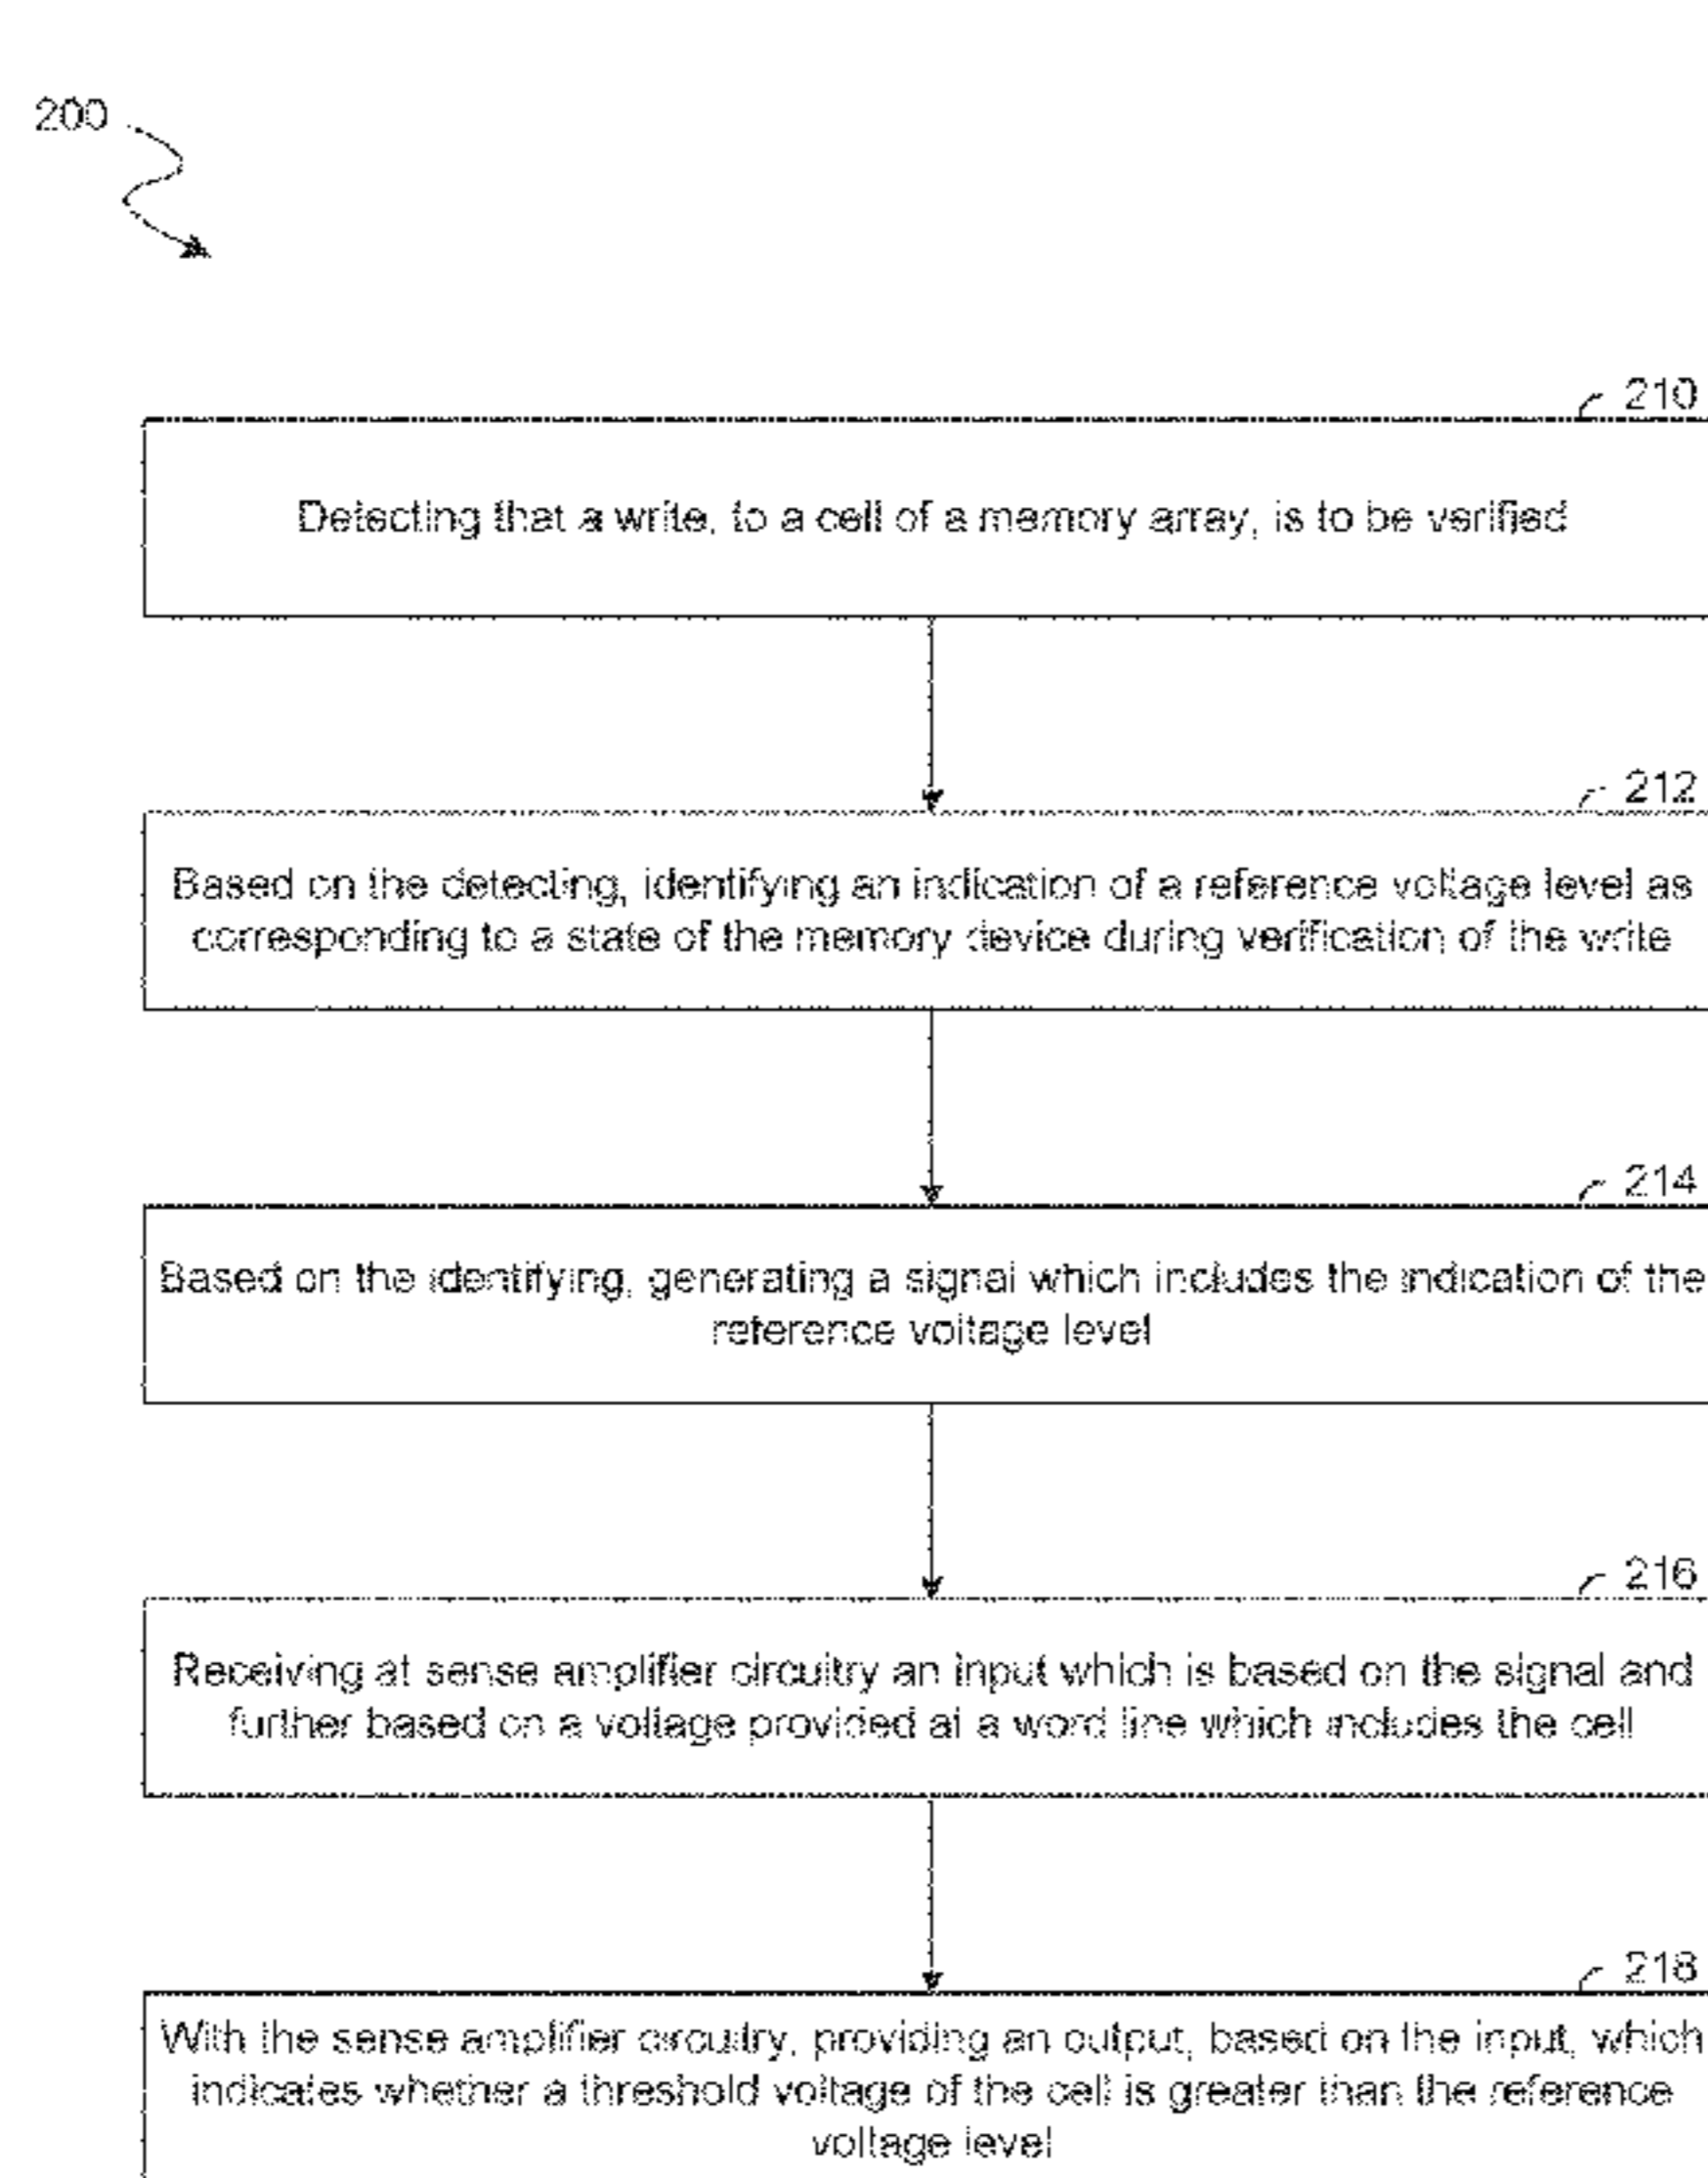 200
210
Detecting that a write, to a cell of a memory array, is to be verified
212
Based on the detecting, identifying an indication of a reference voltage level as
corresponding to a state of the memory device during verification of the write
214
Based on the identifying, generating a signal which includes the indication of the
reference voltage level
216
Receiving at sense amplifier circuitry an input which is based on the signal and
further based on a voltage provided at a word line which includes the cell
218
With the sense amplifier circuitry, providing an output, based on the input, which
indicates whether a threshold voltage of the cell is greater than the reference
voltage level